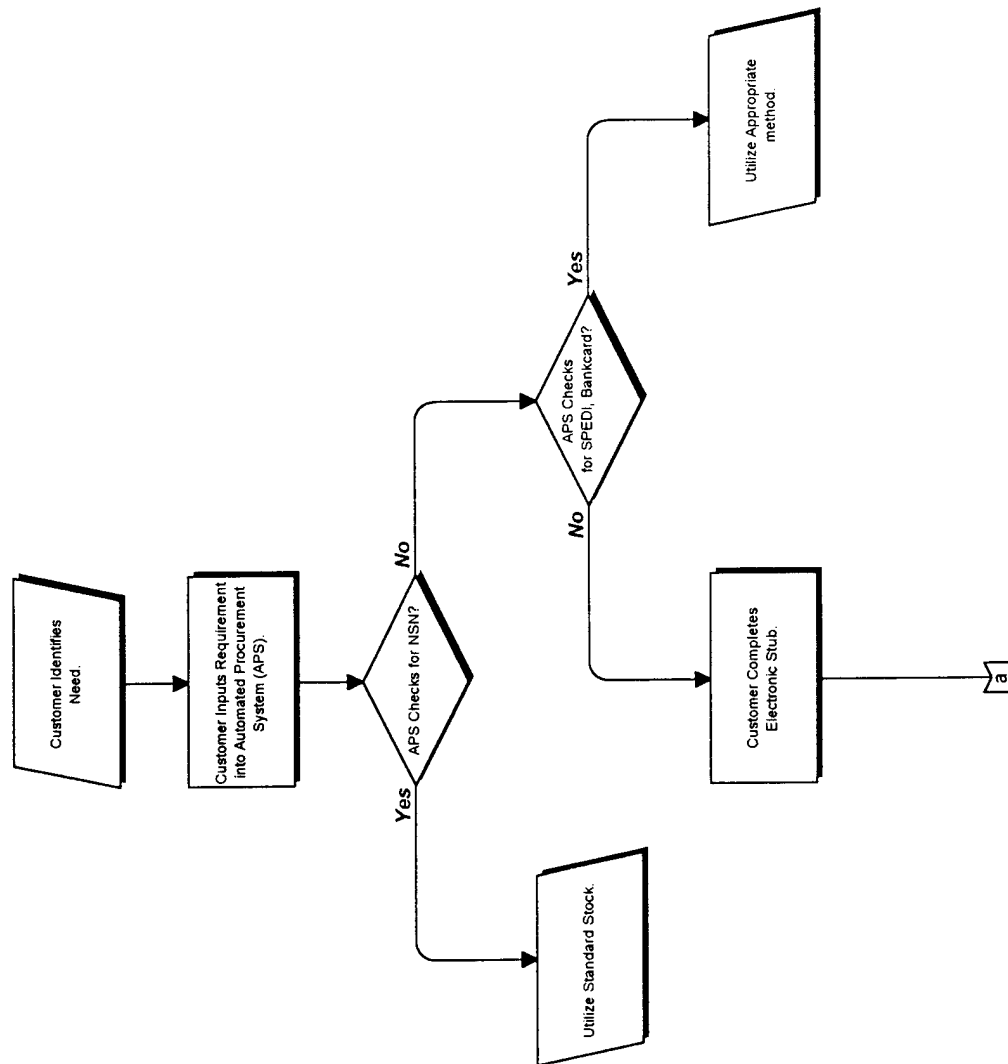 Customer Identifies
Need.
Customer Inputs Requirement
into Automated Procurement
System (APS).
APS Checks for NSN?
Yes
No
Utilize Standard Stock.
APS Checks
for SPEDI, Bankcard?
No
Yes
Customer Completes
Electronic Stub.
Utilize Appropriate
method.
a